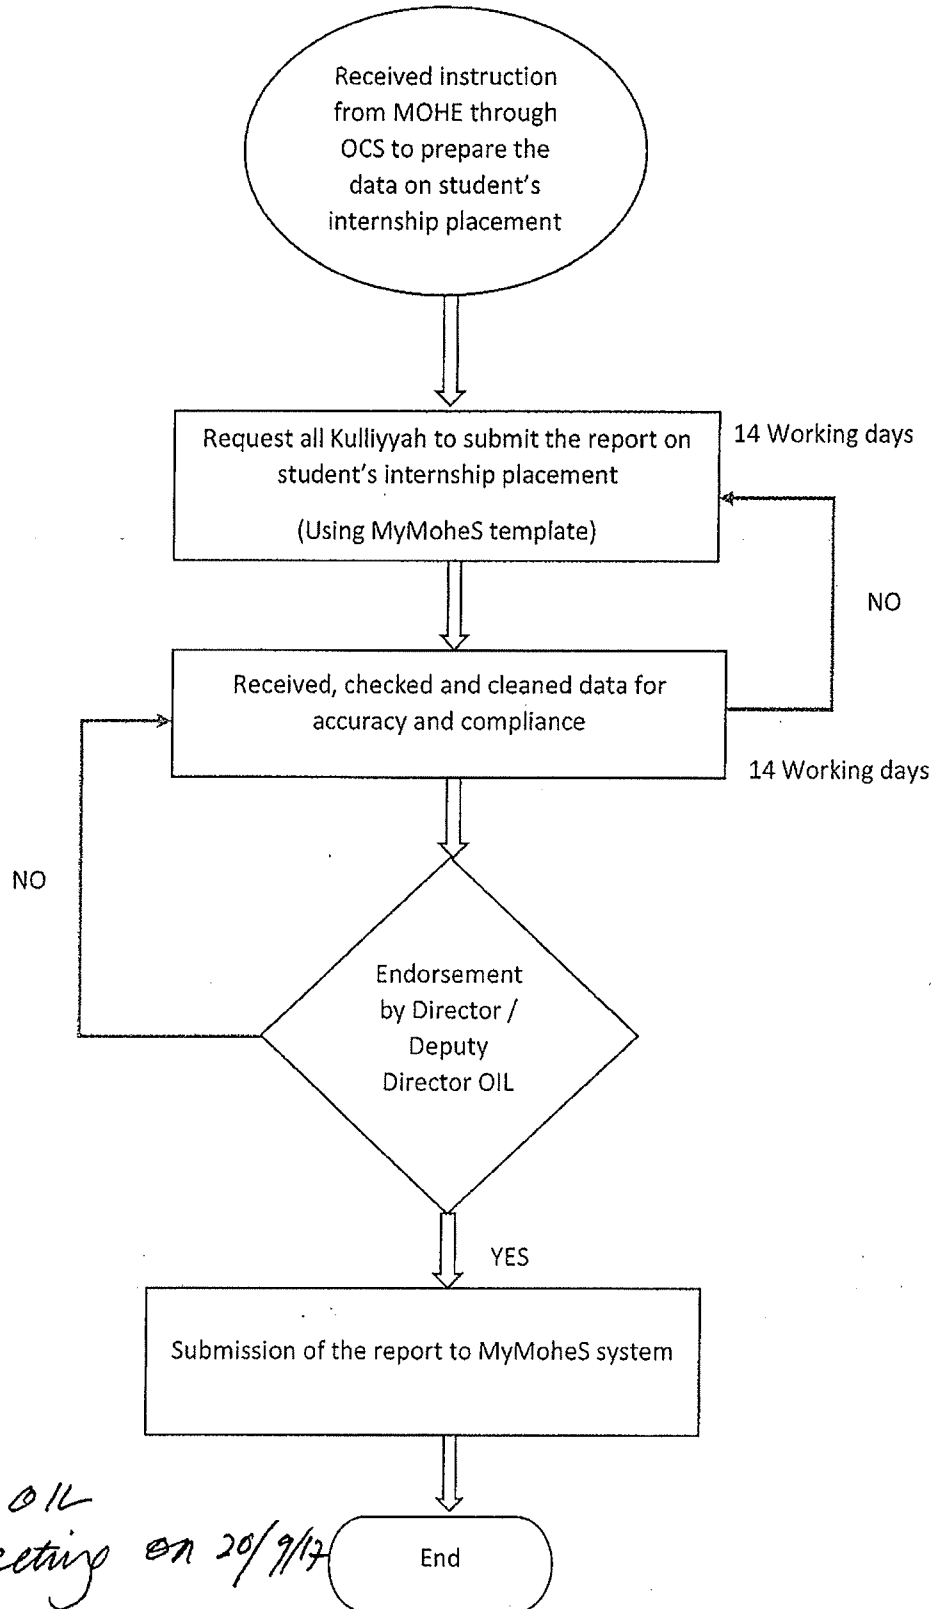 Received instruction
from MOHE through
OCS to prepare the
data on student's
internship placement
Request all Kulliyyah to submit the report on
student's internship placement
(Using MyMoheS template)
14 Working days
NO
Received, checked and cleaned data for
accuracy and compliance
14 Working days
NO
Endorsement
by Director /
Deputy
Director OIL
YES
Submission of the report to MyMoheS system
OIL
on 20/9/17
End